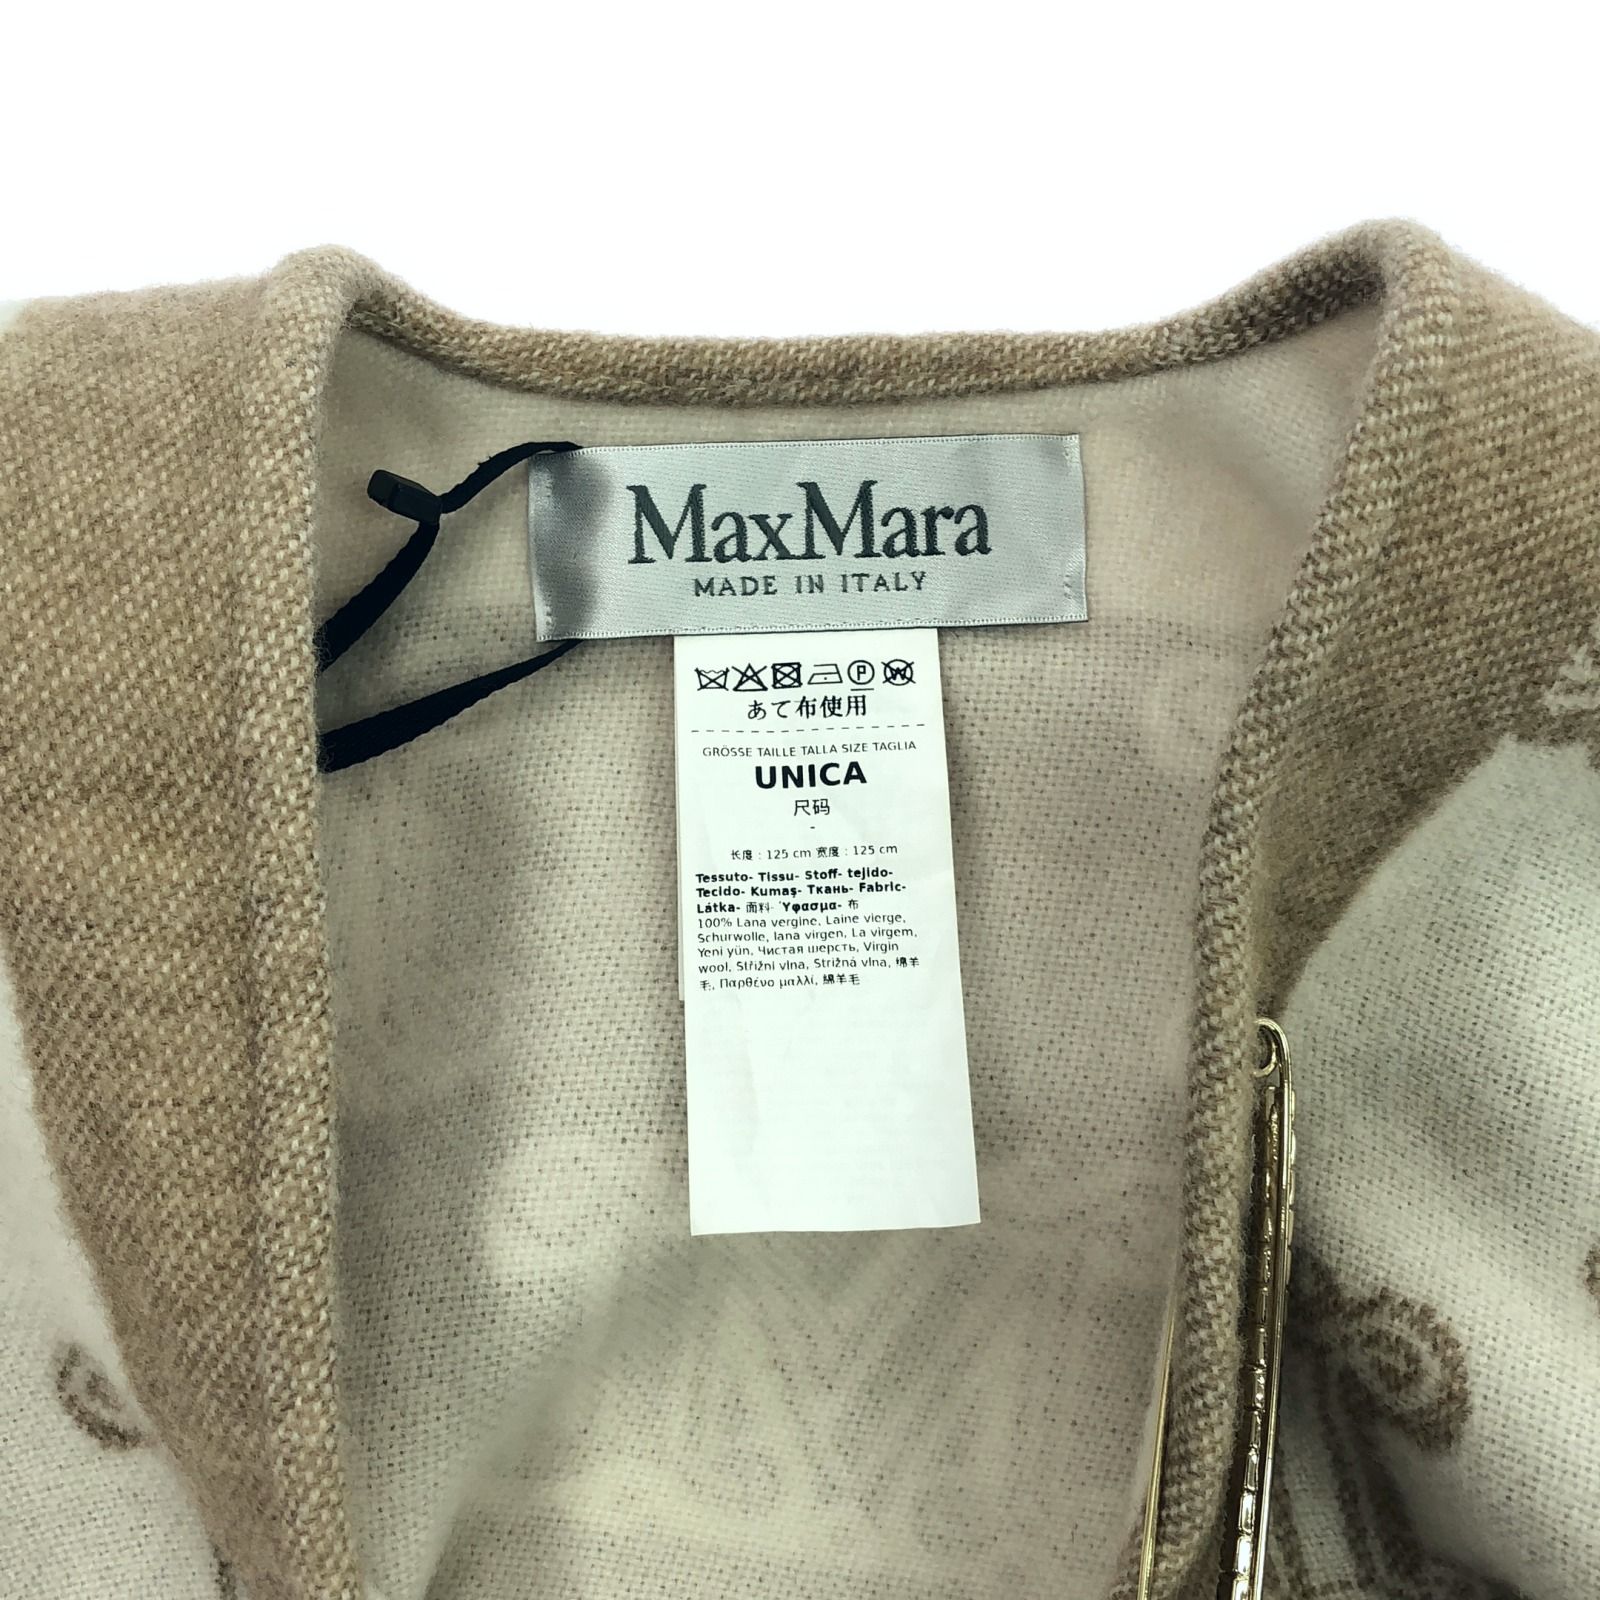 MaxMara
MADE IN ITALY
P W
あて布使用
GRÖSSE TAILLE TALLA SIZE TAGLIA
UNICA
尺码
-
长度 : 125 cm 宽度 : 125 cm
Tessuto- Tissu- Stoff- tejido-
Tecido- Kumaş- Ткань- Fabric-
Látka- 面料- Ύφασμα- 布
100% Lana vergine, Laine vierge,
Schurwolle, lana virgen, La virgem,
Yeni yün, Чистая шерсть, Virgin
wool, Střižní vlna, Strižná vlna, 绵羊
毛, Παρθένο μαλλί, 綿羊毛